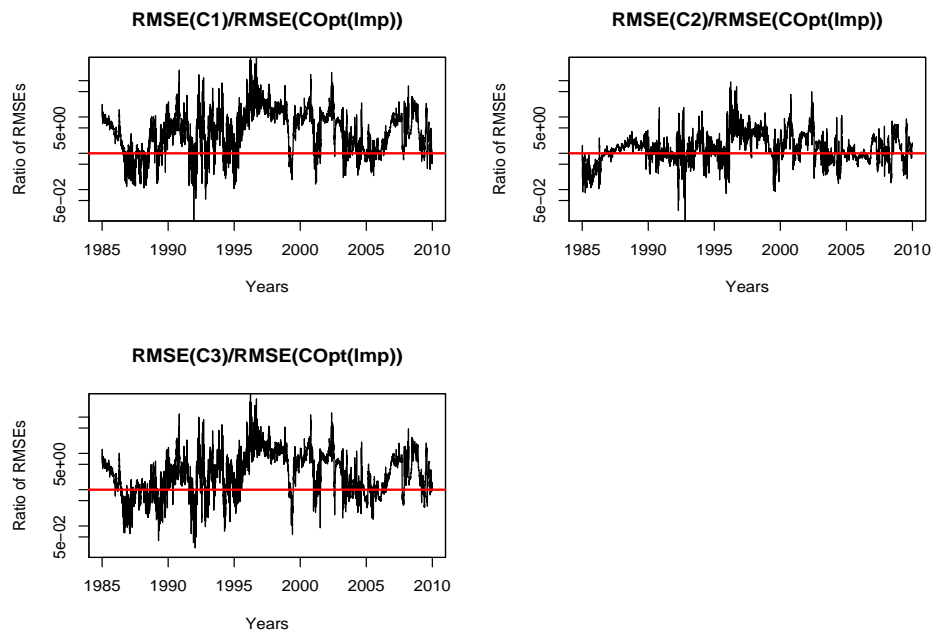 RMSE(C1)/RMSE(COpt(Imp))
Ratio of RMSEs
5e+00
5e−02
1985 1990 1995 2000 2005 2010
Years
RMSE(C2)/RMSE(COpt(Imp))
Ratio of RMSEs
5e+00
5e−02
1985 1990 1995 2000 2005 2010
Years
RMSE(C3)/RMSE(COpt(Imp))
Ratio of RMSEs
5e+00
5e−02
1985 1990 1995 2000 2005 2010
Years